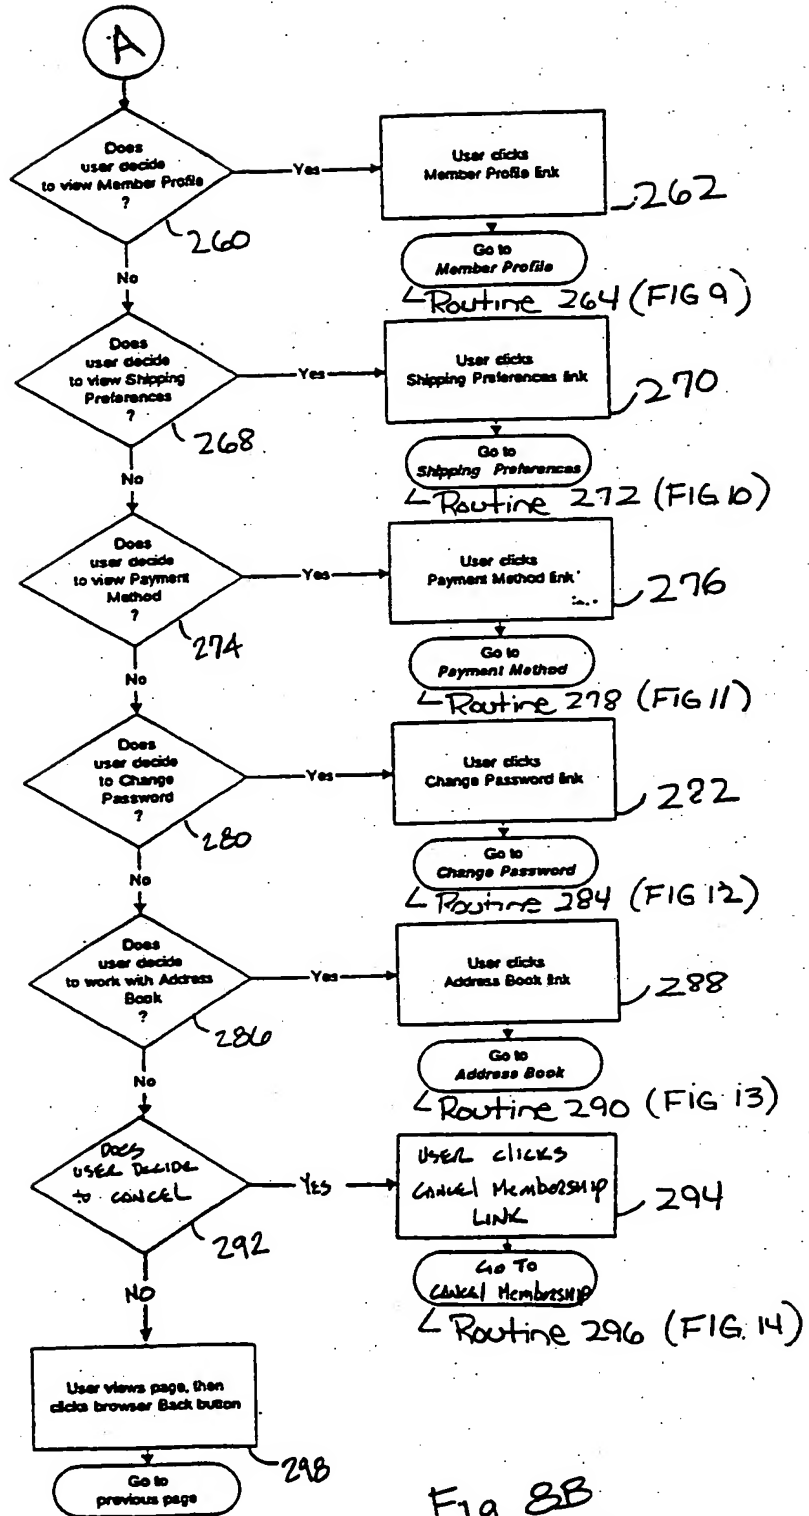 A
Does
user decide
to view Member Profile
?
260
Yes
User clicks
Member Profile link
262
Go to
Member Profile
Routine 264 (FIG 9)
No
Does
user decide
to view Shipping
Preferences
?
268
Yes
User clicks
Shipping Preferences link
270
Go to
Shipping Preferences
Routine 272 (FIG 10)
No
Does
user decide
to view Payment
Method
?
274
Yes
User clicks
Payment Method link
276
Go to
Payment Method
Routine 278 (FIG 11)
No
Does
user decide
to Change
Password
?
280
Yes
User clicks
Change Password link
282
Go to
Change Password
Routine 284 (FIG 12)
No
Does
user decide
to work with Address
Book
?
286
Yes
User clicks
Address Book link
288
Go to
Address Book
Routine 290 (FIG 13)
No
DOES
USER DECIDE
to CANCEL
292
YES
USER clicks
CANCEL MemberSHIP
LINK
294
GO TO
CANCEL MemberSHIP
Routine 296 (FIG. 14)
NO
User views page, then
clicks browser Back button
298
Go to
previous page
Fig 8B